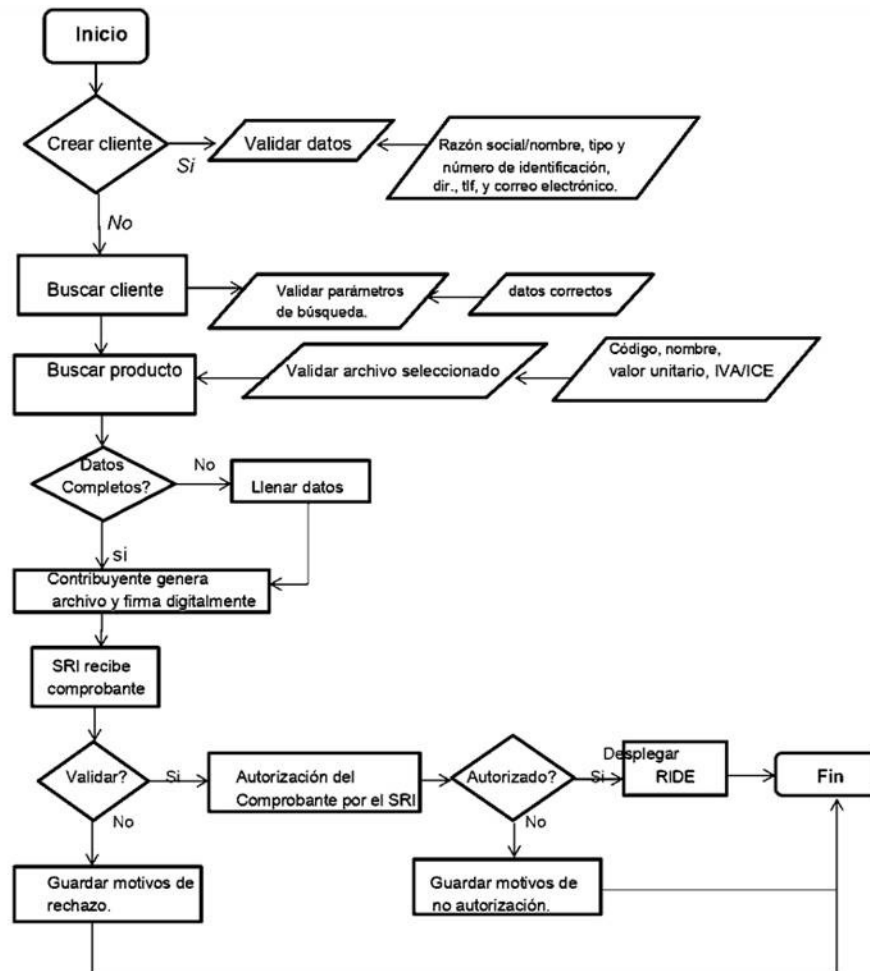 Inicio
Crear cliente
Si
Validar datos
Razón social/nombre, tipo y
número de identificación,
dir., tlf, y correo electrónico.
No
Buscar cliente
Validar parámetros
de búsqueda.
datos correctos
Buscar producto
Validar archivo seleccionado
Código, nombre,
valor unitario, IVA/ICE
Datos
Completos?
No
Llenar datos
si
Contribuyente genera
archivo y firma digitalmente
SRI recibe
comprobante
Validar?
Si
Autorización del
Comprobante por el SRI
Autorizado?
Si
Desplegar
RIDE
Fin
No
Guardar motivos de
rechazo.
No
Guardar motivos de
no autorización.